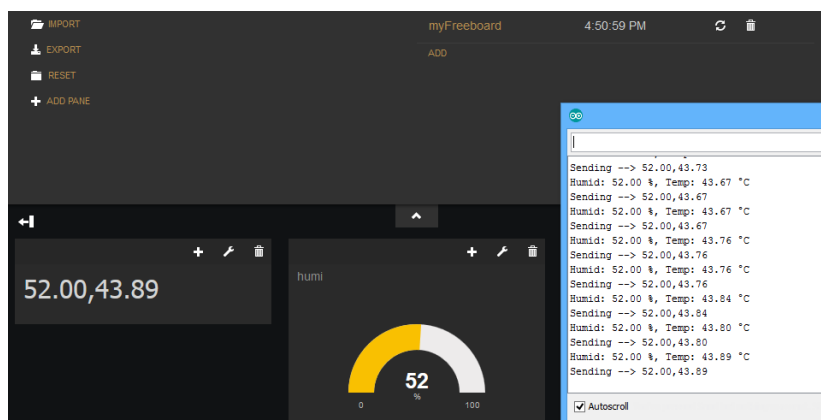 IMPORT
EXPORT
RESET
ADD PANE
myFreeboard 4:50:59 PM
ADD
52.00,43.89
humi
52
%
0 100
Sending --> 52.00,43.73
Humid: 52.00 %, Temp: 43.67 °C
Sending --> 52.00,43.67
Humid: 52.00 %, Temp: 43.67 °C
Sending --> 52.00,43.67
Humid: 52.00 %, Temp: 43.76 °C
Sending --> 52.00,43.76
Humid: 52.00 %, Temp: 43.76 °C
Sending --> 52.00,43.76
Humid: 52.00 %, Temp: 43.84 °C
Sending --> 52.00,43.84
Humid: 52.00 %, Temp: 43.80 °C
Sending --> 52.00,43.80
Humid: 52.00 %, Temp: 43.89 °C
Sending --> 52.00,43.89
Autoscroll